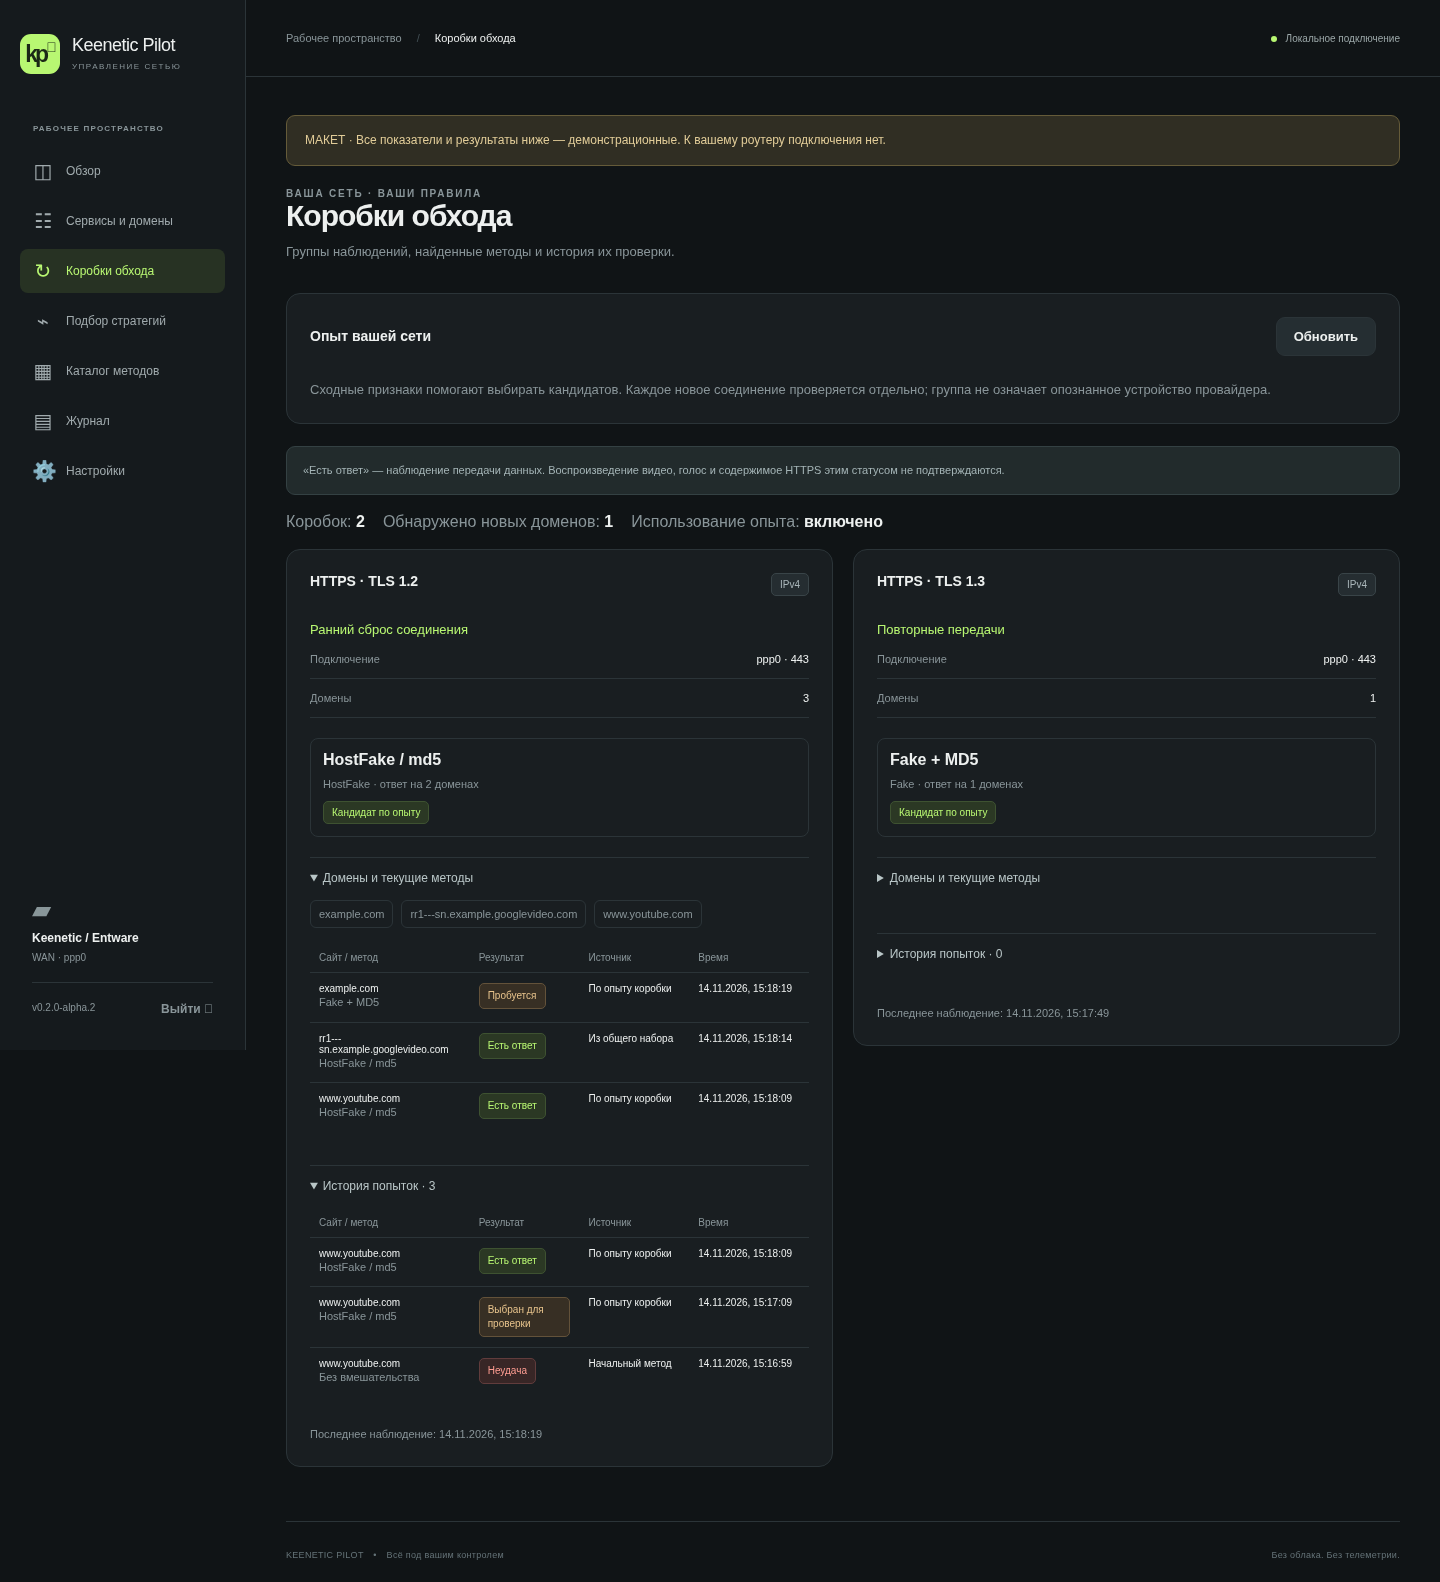 kp
Keenetic Pilot
УПРАВЛЕНИЕ СЕТЬЮ
РАБОЧЕЕ ПРОСТРАНСТВО
Обзор
Сервисы и домены
Коробки обхода
Подбор стратегий
Каталог методов
Журнал
Настройки
Keenetic / Entware
WAN · ppp0
v0.2.0-alpha.2
Выйти
Рабочее пространство / Коробки обхода
Локальное подключение
МАКЕТ · Все показатели и результаты ниже — демонстрационные. К вашему роутеру подключения нет.
ВАША СЕТЬ · ВАШИ ПРАВИЛА
Коробки обхода
Группы наблюдений, найденные методы и история их проверки.
Опыт вашей сети
Обновить
Сходные признаки помогают выбирать кандидатов. Каждое новое соединение проверяется отдельно; группа не означает опознанное устройство провайдера.
«Есть ответ» — наблюдение передачи данных. Воспроизведение видео, голос и содержимое HTTPS этим статусом не подтверждаются.
Коробок: 2 Обнаружено новых доменов: 1 Использование опыта: включено
HTTPS · TLS 1.2
IPv4
Ранний сброс соединения
Подключение ppp0 · 443
Домены 3
HostFake / md5
HostFake · ответ на 2 доменах
Кандидат по опыту
Домены и текущие методы
example.com rr1---sn.example.googlevideo.com www.youtube.com
Сайт / метод Результат Источник Время
example.com Пробуется По опыту коробки 14.11.2026, 15:18:19
Fake + MD5
rr1---
sn.example.googlevideo.com Есть ответ Из общего набора 14.11.2026, 15:18:14
HostFake / md5
www.youtube.com Есть ответ По опыту коробки 14.11.2026, 15:18:09
HostFake / md5
История попыток · 3
Сайт / метод Результат Источник Время
www.youtube.com Есть ответ По опыту коробки 14.11.2026, 15:18:09
HostFake / md5
www.youtube.com Выбран для проверки По опыту коробки 14.11.2026, 15:17:09
HostFake / md5
www.youtube.com Неудача Начальный метод 14.11.2026, 15:16:59
Без вмешательства
Последнее наблюдение: 14.11.2026, 15:18:19
HTTPS · TLS 1.3
IPv4
Повторные передачи
Подключение ppp0 · 443
Домены 1
Fake + MD5
Fake · ответ на 1 доменах
Кандидат по опыту
Домены и текущие методы
История попыток · 0
Последнее наблюдение: 14.11.2026, 15:17:49
KEENETIC PILOT • Всё под вашим контролем
Без облака. Без телеметрии.